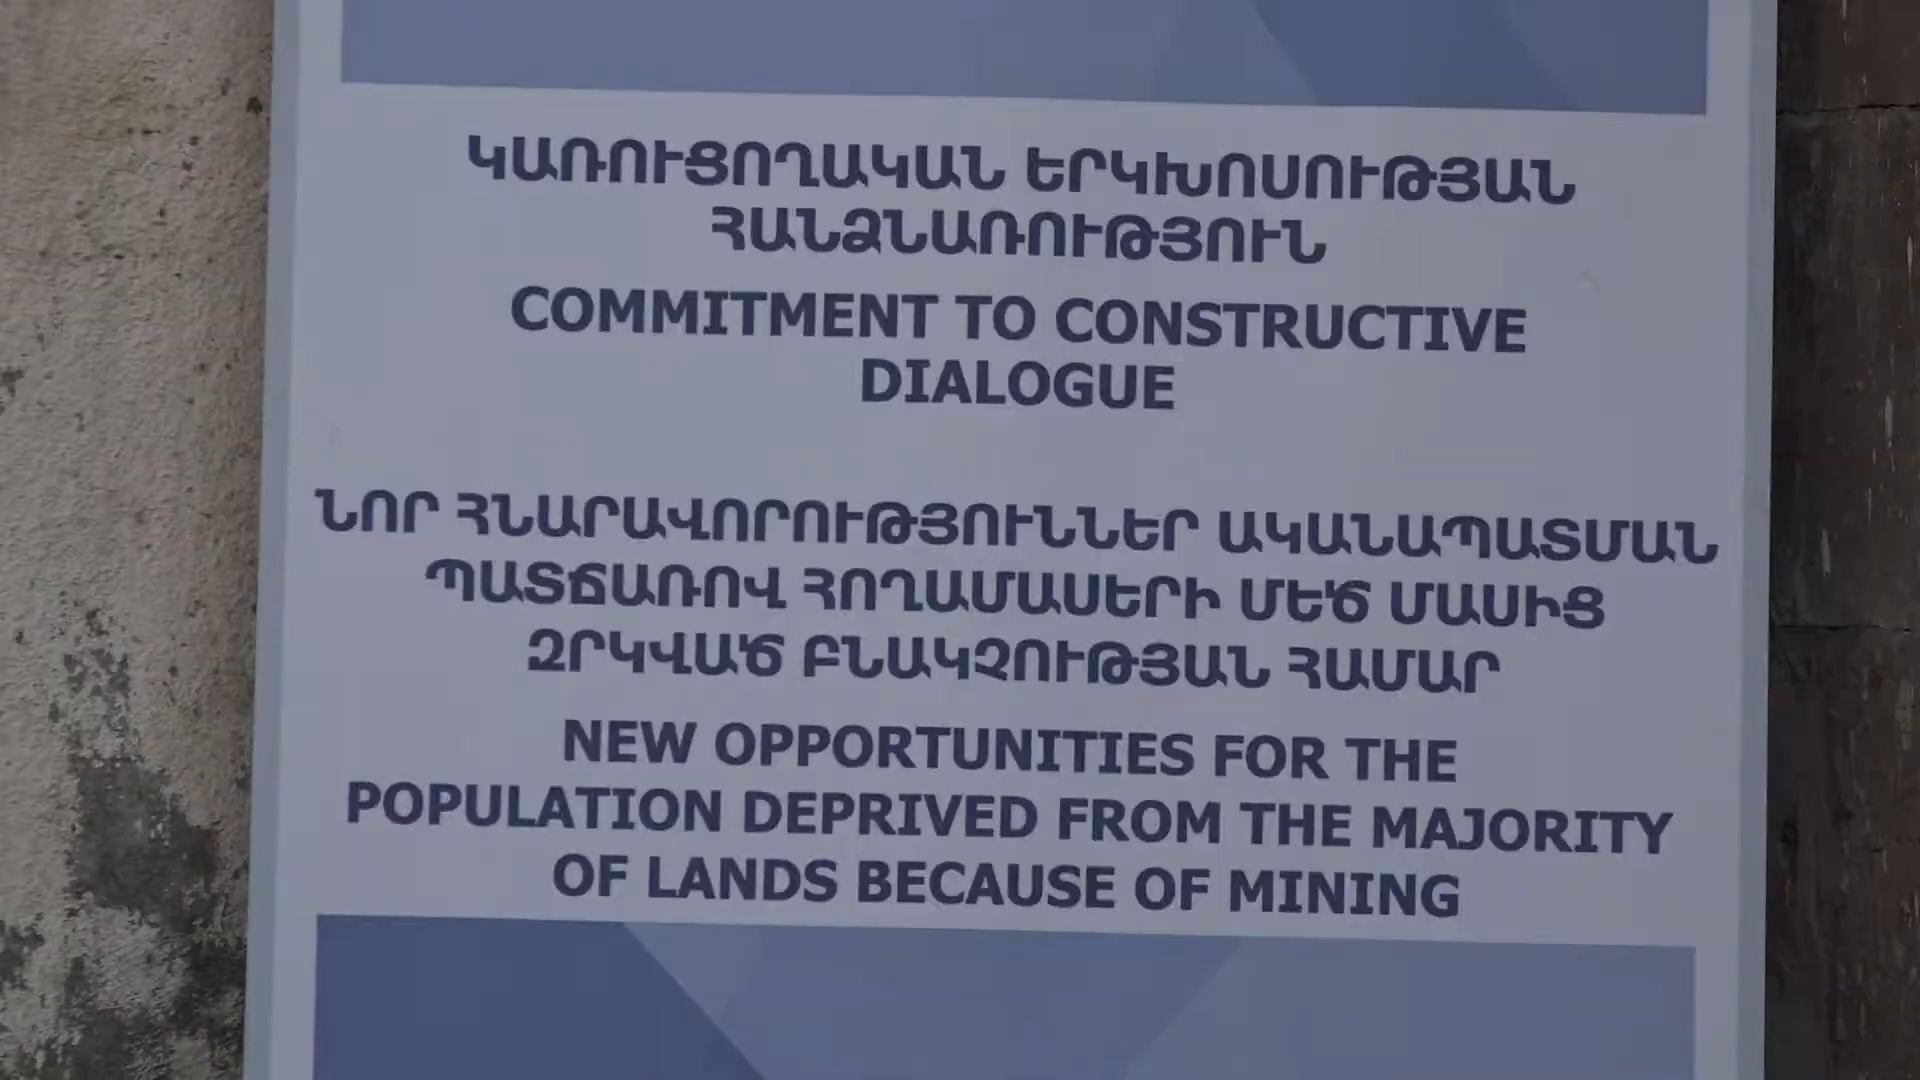 ԿԱՌՈՒՑՈՂԱԿԱՆ ԵՐԿԽՈՍՈՒԹՅԱՆ
ՀԱՆՁՆԱՌՈՒԹՅՈՒՆ
COMMITMENT TO CONSTRUCTIVE
DIALOGUE
ՆՈՐ ՀՆԱՐԱՎՈՐՈՒԹՅՈՒՆՆԵՐ ԱԿԱՆԱՊԱՏՄԱՆ
ՊԱՏՃԱՌՈՎ ՀՈՂԱՄԱՍԵՐԻ ՄԵԾ ՄԱՍԻՑ
ԶՐԿՎԱԾ ԲՆԱԿՉՈՒԹՅԱՆ ՀԱՄԱՐ
NEW OPPORTUNITIES FOR THE
POPULATION DEPRIVED FROM THE MAJORITY
OF LANDS BECAUSE OF MINING